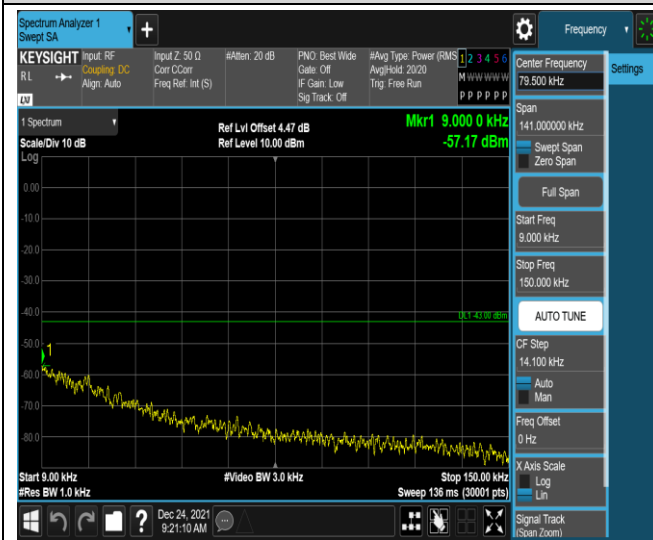 Spectrum Analyzer 1
Swept SA
+
Frequency
KEYSIGHT
RL
LXI
Input: RF
Coupling: DC
Align: Auto
Input Z: 50 Ω
Corr CCorr
Freq Ref: Int (S)
#Atten: 20 dB
PNO: Best Wide
Gate: Off
IF Gain: Low
Sig Track: Off
#Avg Type: Power (RMS
Avg|Hold: 20/20
Trig: Free Run
1 2 3 4 5 6
M W W W W W
P P P P P P
1 Spectrum
Scale/Div 10 dB
Log
Ref Lvl Offset 4.47 dB
Ref Level 10.00 dBm
Mkr1 9.000 0 kHz
-57.17 dBm
0.00
-10.0
-20.0
-30.0
-40.0
-50.0
-60.0
-70.0
-80.0
DL1 -43.00 dBm
1
Start 9.00 kHz
#Res BW 1.0 kHz
#Video BW 3.0 kHz
Stop 150.00 kHz
Sweep 136 ms (30001 pts)
?
Dec 24, 2021
9:21:10 AM
Center Frequency
79.500 kHz
Span
141.000000 kHz
Swept Span
Zero Span
Full Span
Start Freq
9.000 kHz
Stop Freq
150.000 kHz
AUTO TUNE
CF Step
14.100 kHz
Auto
Man
Freq Offset
0 Hz
X Axis Scale
Log
Lin
Signal Track
(Span Zoom)
Settings